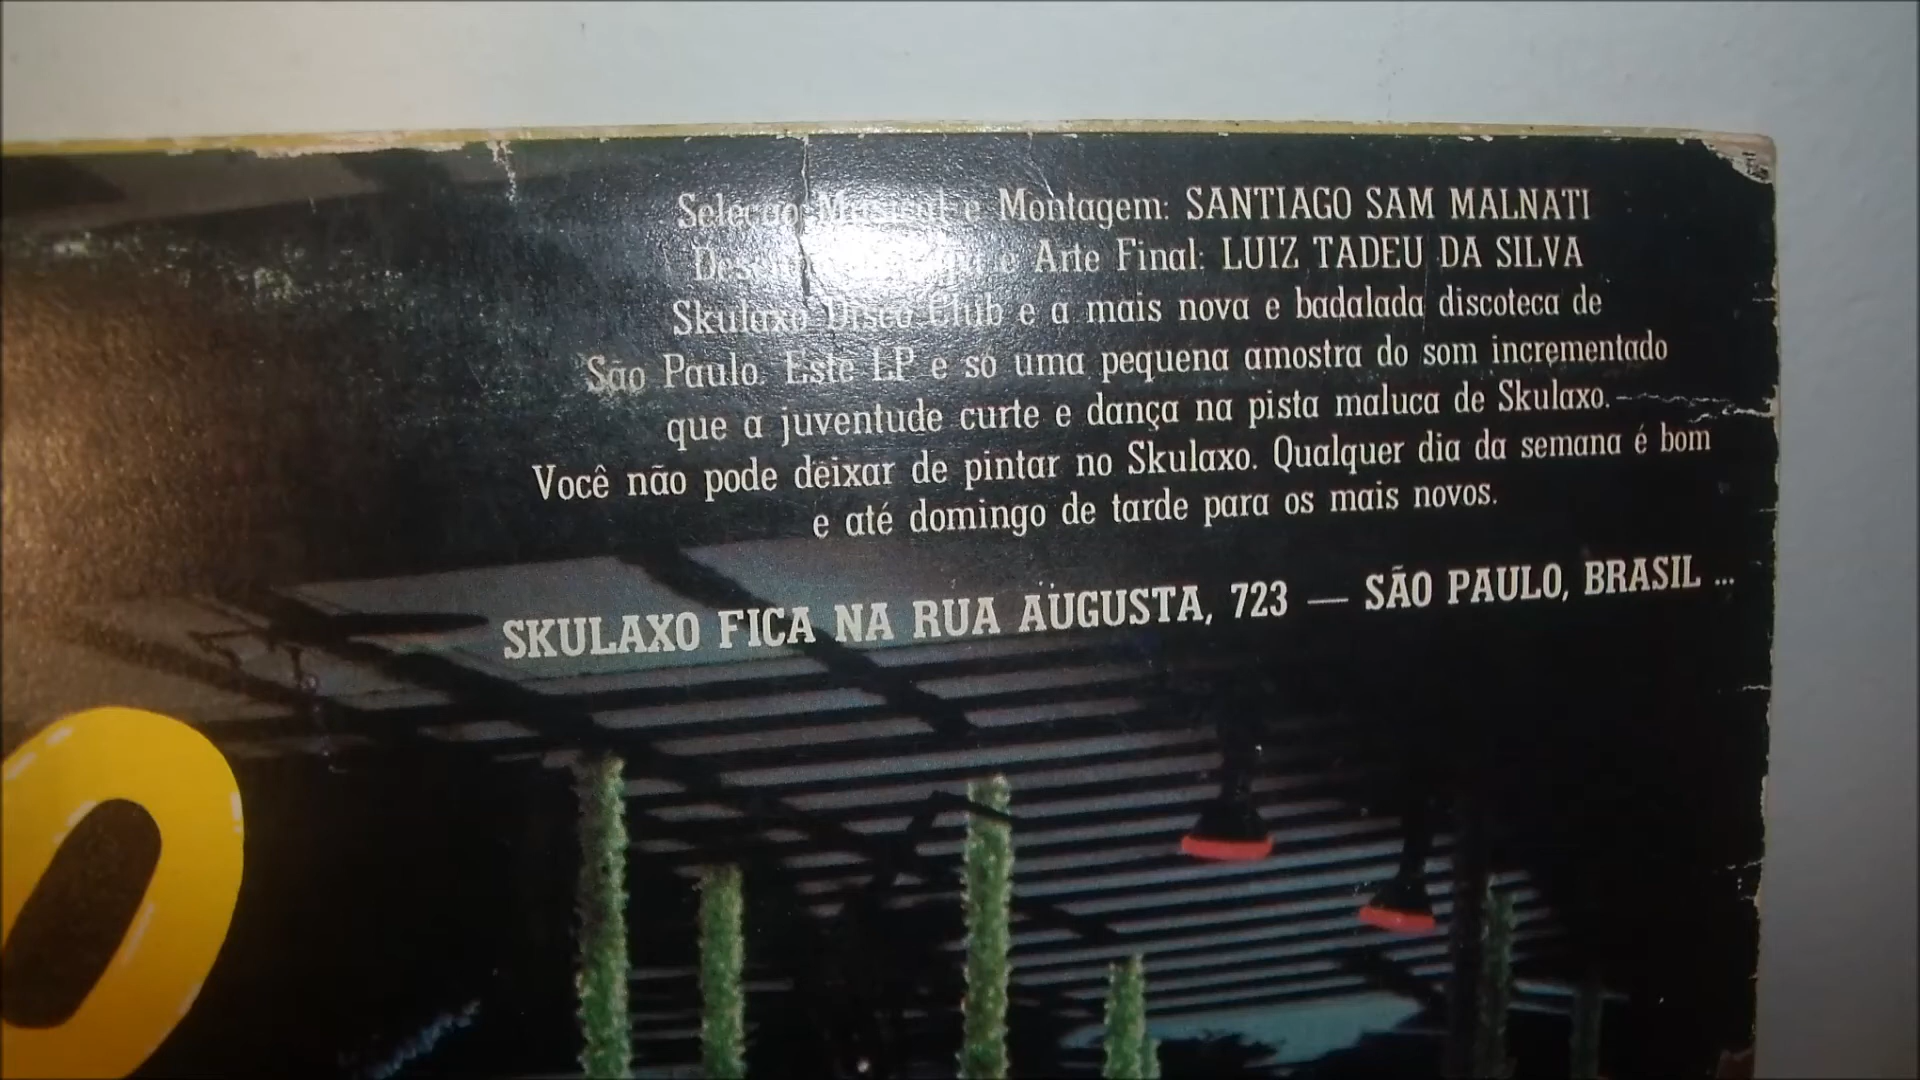 Seleçao Musical e Montagem: SANTIAGO SAM MALNATI
e Arte Final: LUIZ TADEU DA SILVA
Skulaxo Disco Club e a mais nova e badalada discoteca de
São Paulo. Este LP e só uma pequena amostra do som incrementado
que a juventude curte e dança na pista maluca de Skulaxo.
Você não pode deixar de pintar no Skulaxo. Qualquer dia da semana é bom
e até domingo de tarde para os mais novos.
SKULAXO FICA NA RUA AUGUSTA, 723 — SÃO PAULO, BRASIL ...
O